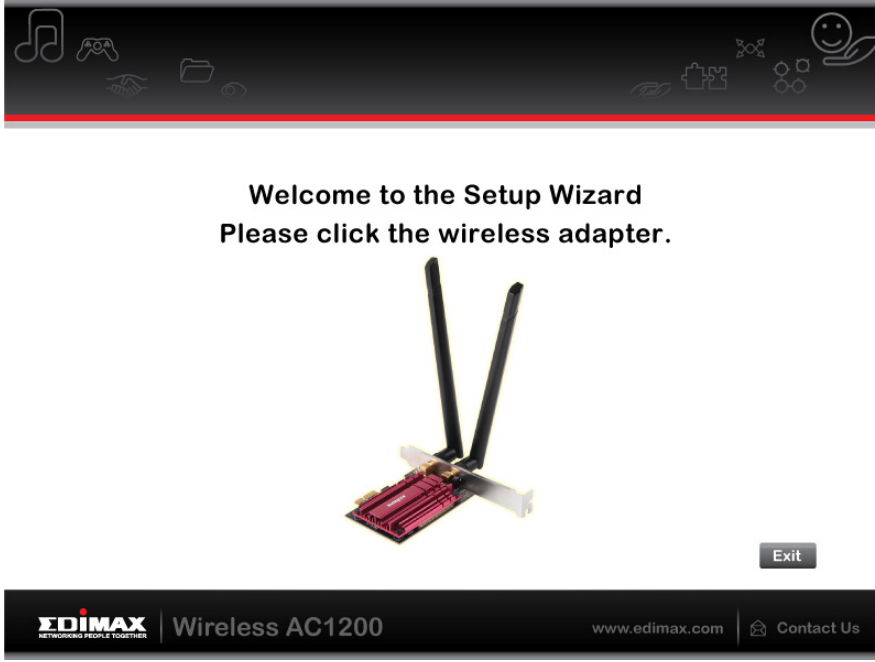 Welcome to the Setup Wizard
Please click the wireless adapter.
Exit
EDIMAX
NETWORKING PEOPLE TOGETHER
Wireless AC1200
www.edimax.com
Contact Us